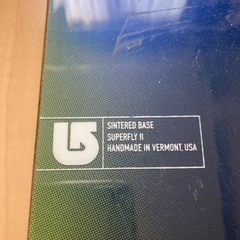 SINTERED BASE
SUPERFLY II
HANDMADE IN VERMONT, USA